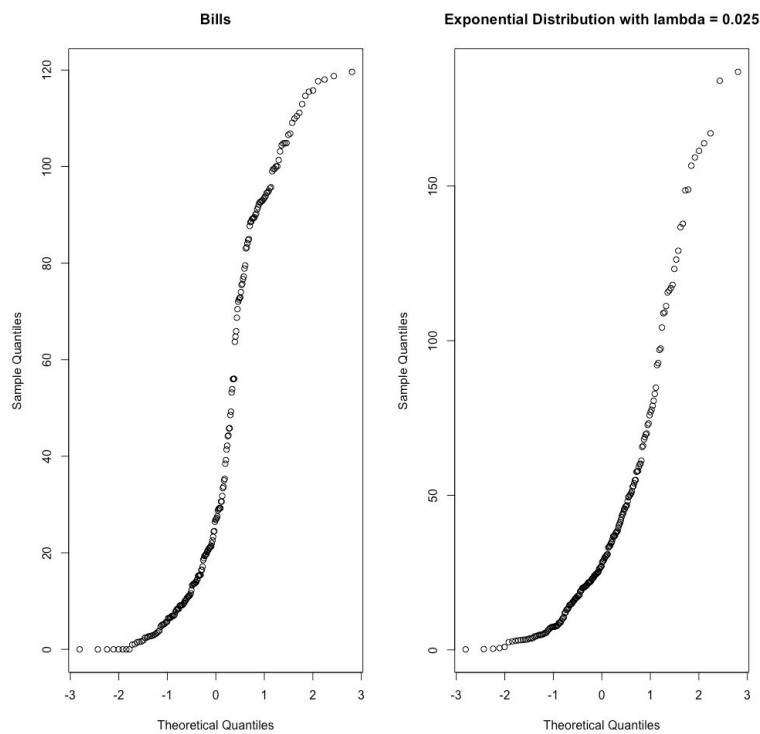 Bills
120
100
80
60
40
20
0
Sample Quantiles
-3 -2 -1 0 1 2 3
Theoretical Quantiles
Exponential Distribution with lambda = 0.025
150
100
50
0
Sample Quantiles
-3 -2 -1 0 1 2 3
Theoretical Quantiles